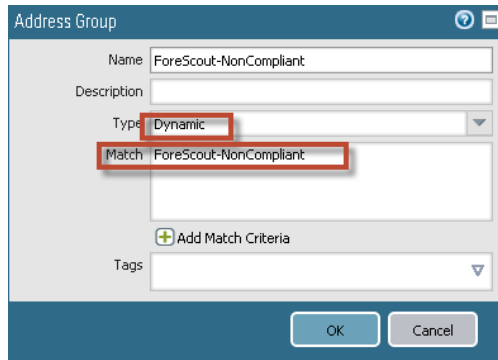 Address Group
Name ForeScout-NonCompliant
Description
Type Dynamic
Match ForeScout-NonCompliant
Add Match Criteria
Tags
OK Cancel